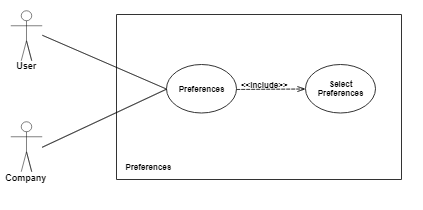 User
Preferences
<<include>>
Select
Preferences
Company
Preferences